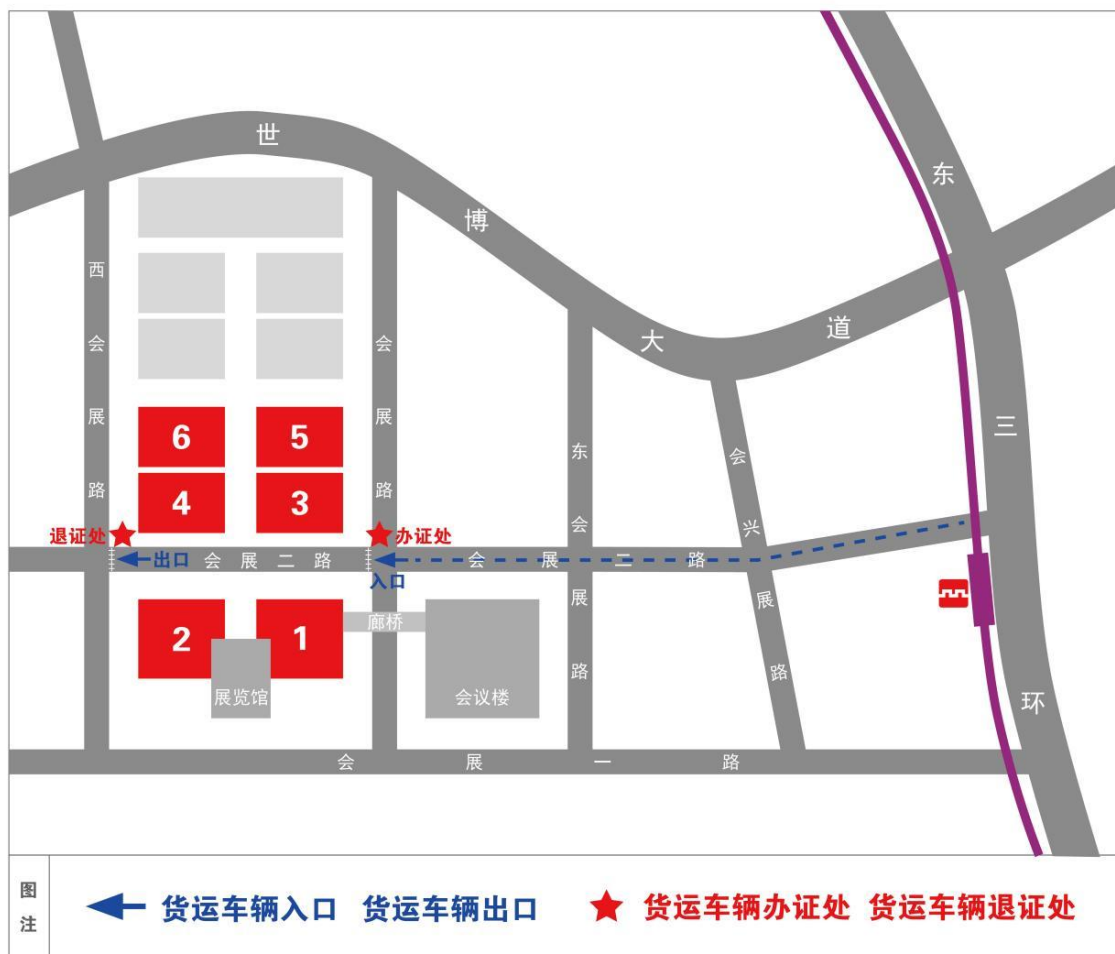 世博大道
东三环
西会展路
会展路
东会展路
会兴展路
6
5
4
3
退证处
办证处
出口
会展二路
会展二路
入口
2
1
廊桥
展览馆
会议楼
会展一路
图注
货运车辆入口 货运车辆出口
货运车辆办证处 货运车辆退证处